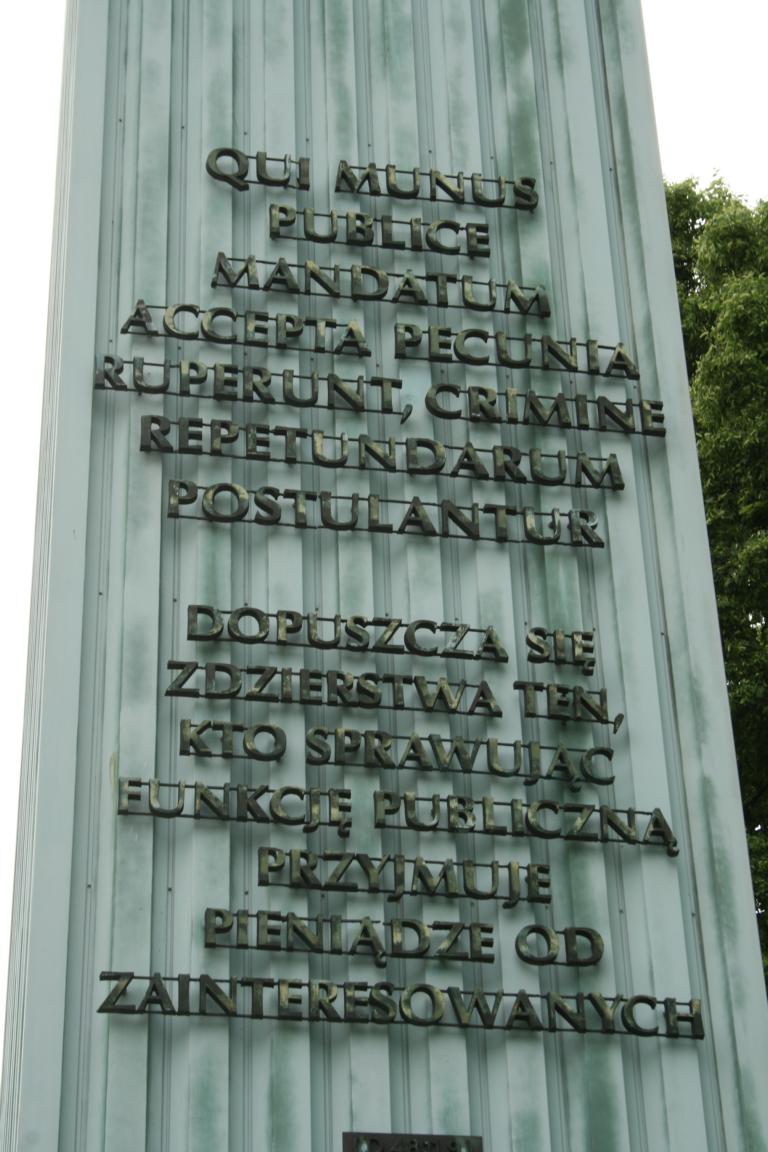 QUI MUNUS
PUBLICE
MANDATUM
ACCEPTA PECUNIA
RUPERUNT, CRIMINE
REPETUNDARUM
POSTULANTUR
DOPUSZCZA SIĘ
ZDZIERSTWA TEN,
KTO SPRAWUJĄC
FUNKCJĘ PUBLICZNĄ
PRZYJMUJE
PIENIĄDZE OD
ZAINTERESOWANYCH